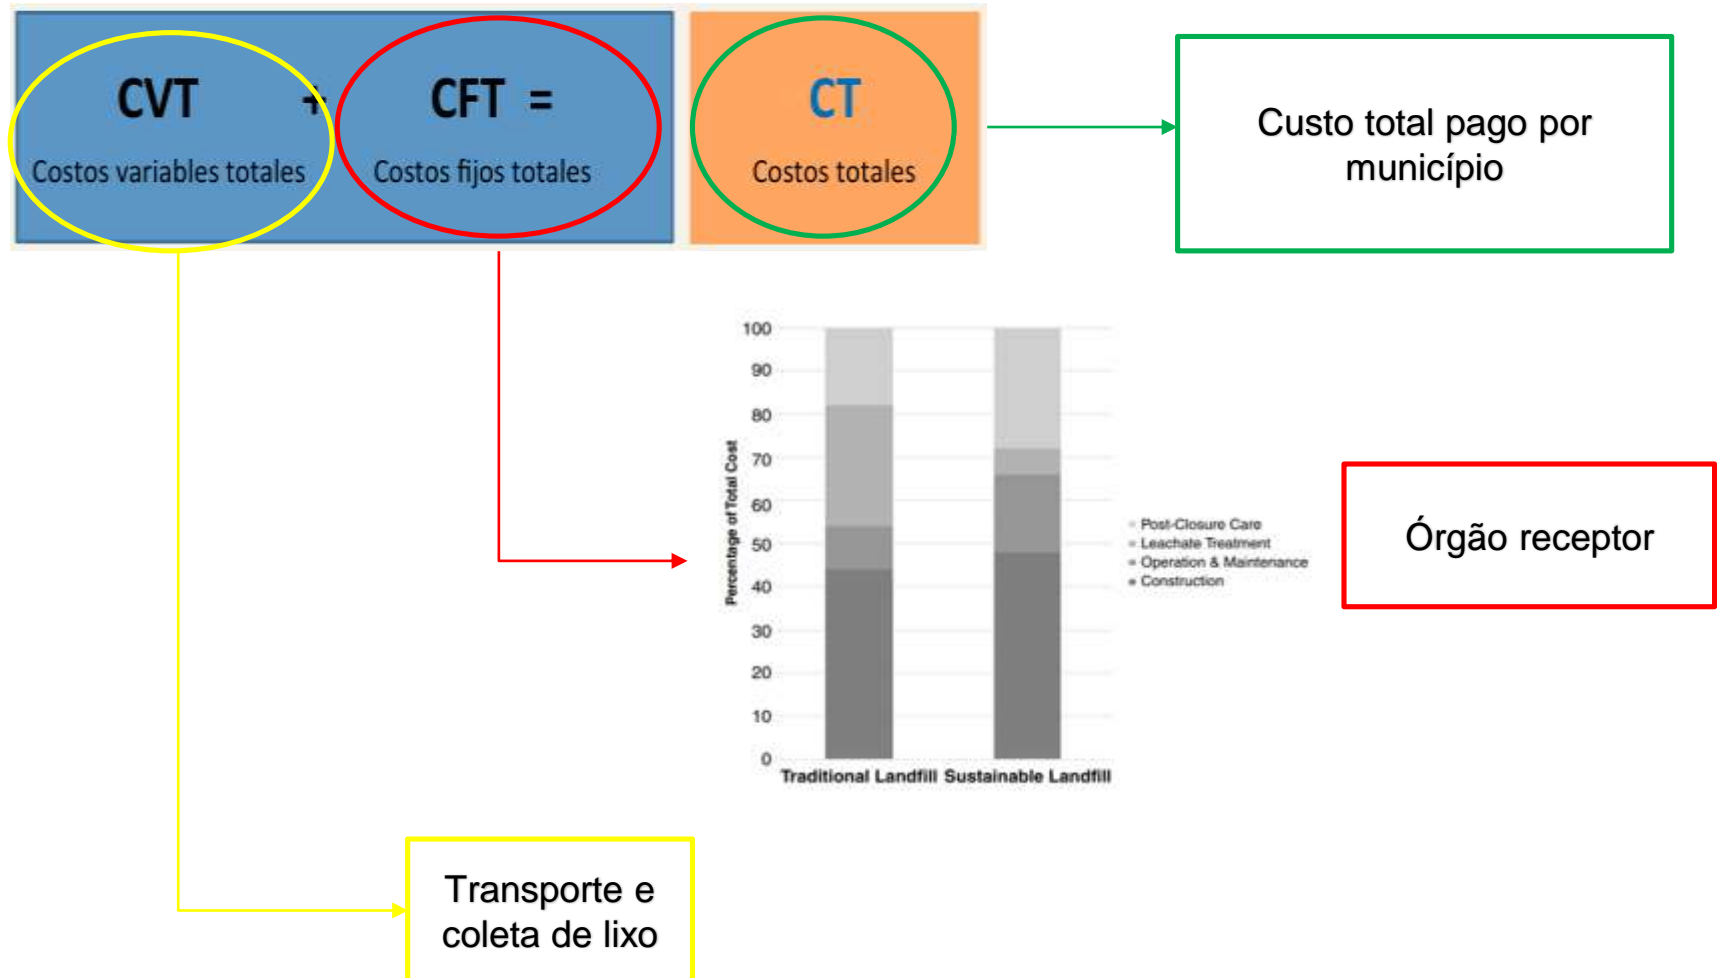 CVT + CFT = CT
Costos variables totales Costos fijos totales Costos totales
Custo total pago por
município
100
90
80
70
60
50
40
30
20
10
0
Percentage of Total Cost
Traditional Landfill Sustainable Landfill
Post-Closure Care
Leachate Treatment
Operation & Maintenance
Construction
Órgão receptor
Transporte e
coleta de lixo